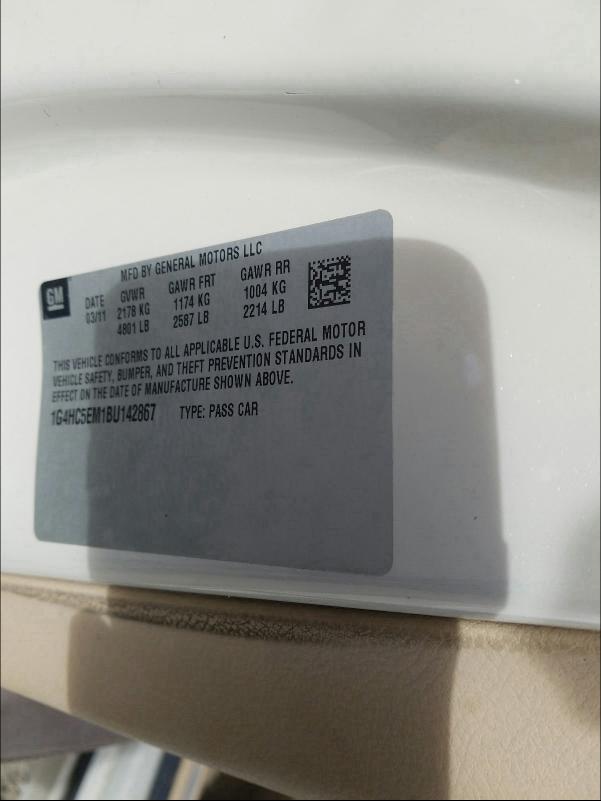 MFD BY GENERAL MOTORS LLC
GM
DATE GVWR GAWR FRT GAWR RR
03/11 2178 KG 1174 KG 1004 KG
4801 LB 2587 LB 2214 LB
THIS VEHICLE CONFORMS TO ALL APPLICABLE U.S. FEDERAL MOTOR
VEHICLE SAFETY, BUMPER, AND THEFT PREVENTION STANDARDS IN
EFFECT ON THE DATE OF MANUFACTURE SHOWN ABOVE.
1G4HC5EM1BU142867 TYPE: PASS CAR